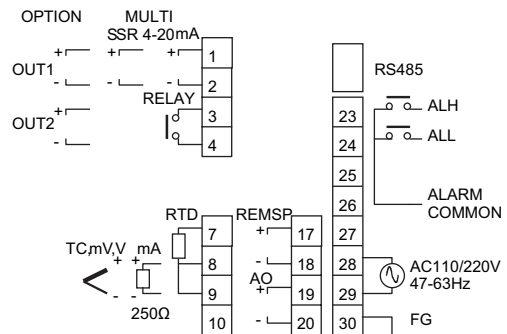 OPTION MULTI
SSR 4-20mA
+ + + 1
OUT1
- - - 2
RELAY
+ 3
OUT2
- 4
RS485
23 ALH
24 ALL
25
26 ALARM
COMMON
27
28 AC110/220V
29 47-63Hz
30 FG
RTD 7 REMSP + 17
TC,mV,V mA
+ + 8 - 18
AO
- - 9 + 19
250Ω
10 - 20